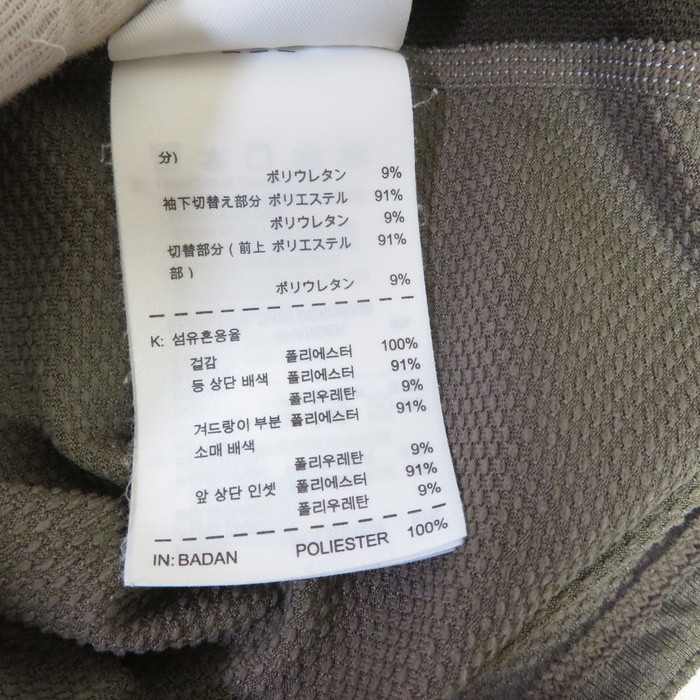 分)
ポリウレタン 9%
袖下切替え部分 ポリエステル 91%
ポリウレタン 9%
切替部分(前上 ポリエステル 91%
部)
ポリウレタン 9%
K: 섬유혼용율
겉감 폴리에스터 100%
등 상단 배색 폴리에스터 91%
폴리우레탄 9%
겨드랑이 부분 폴리에스터 91%
소매 배색
폴리우레탄 9%
앞 상단 인셋 폴리에스터 91%
폴리우레탄 9%
IN: BADAN POLIESTER 100%